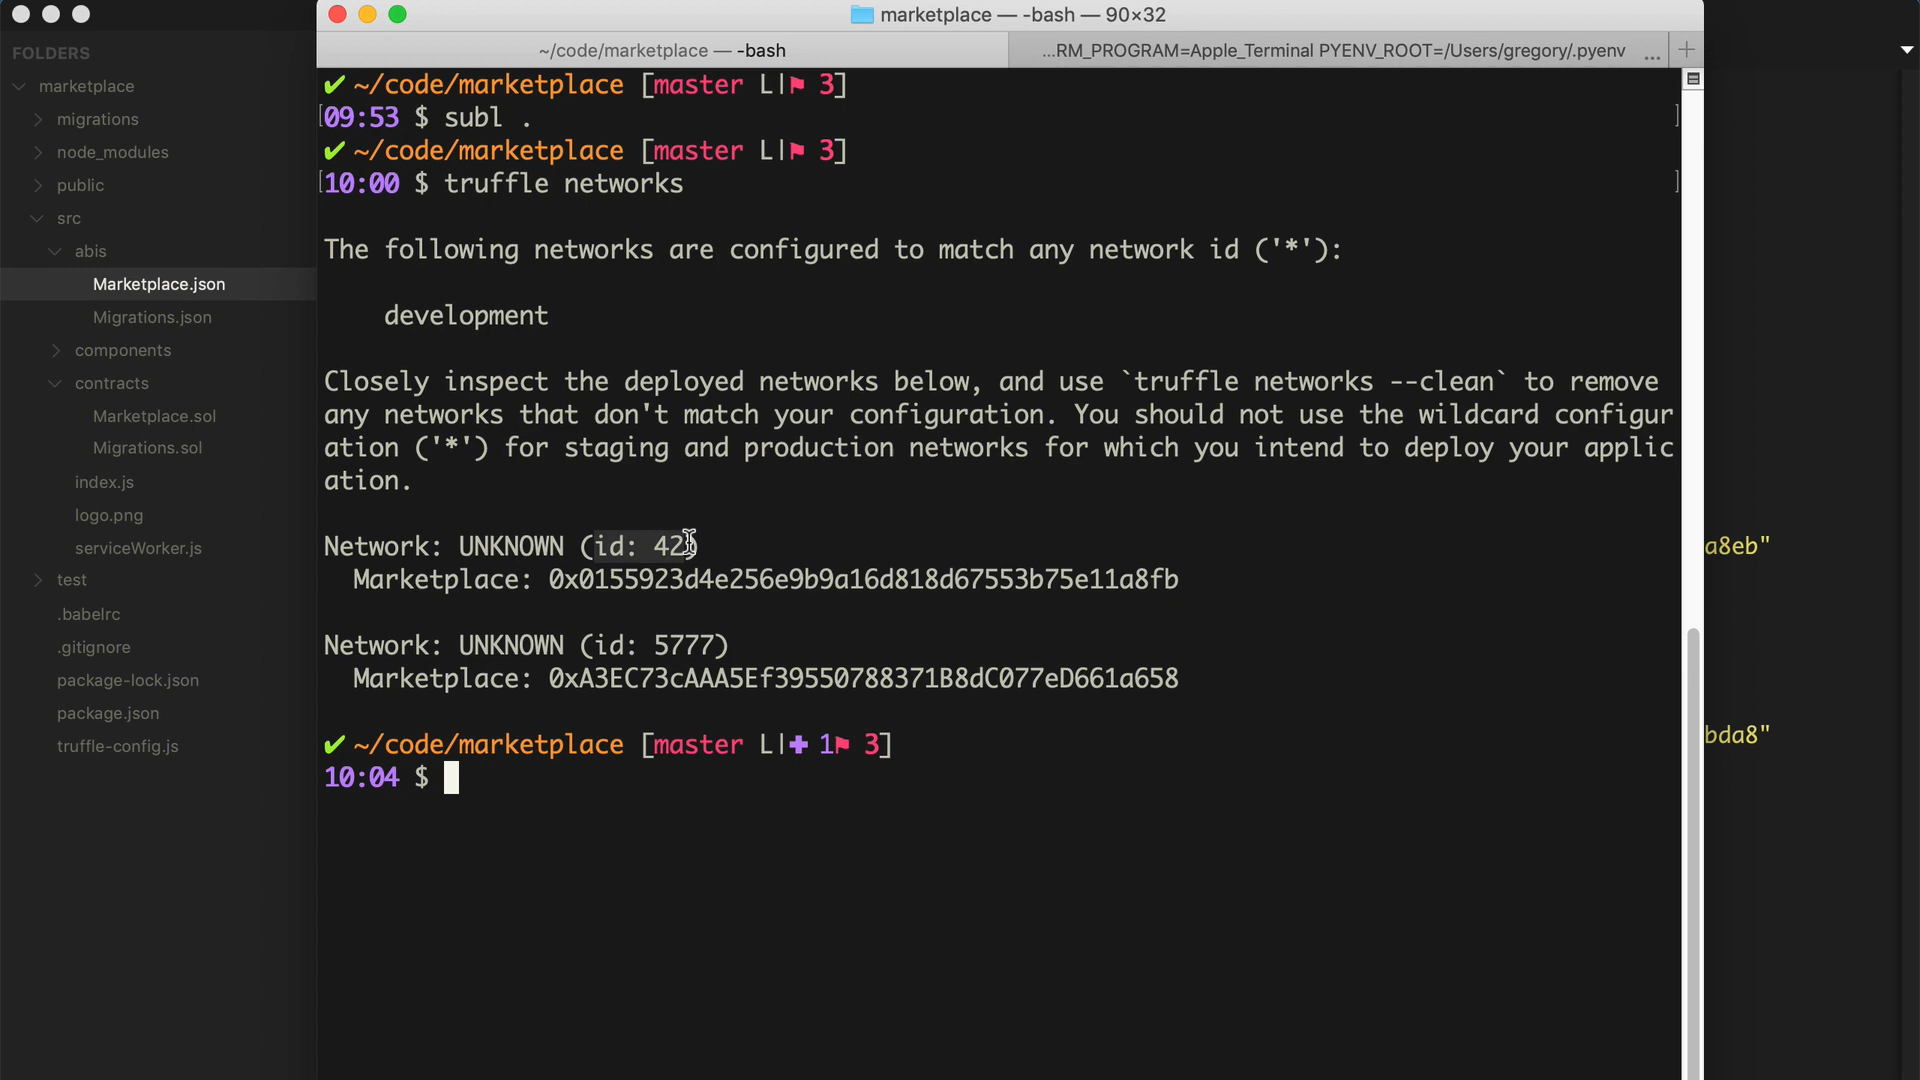 marketplace — -bash — 90×32
~/code/marketplace — -bash
...RM_PROGRAM=Apple_Terminal PYENV_ROOT=/Users/gregory/.pyenv ...
FOLDERS
marketplace
migrations
node_modules
public
src
abis
Marketplace.json
Migrations.json
components
contracts
Marketplace.sol
Migrations.sol
index.js
logo.png
serviceWorker.js
test
.babelrc
.gitignore
package-lock.json
package.json
truffle-config.js
✔ ~/code/marketplace [master L|⚑ 3]
[09:53 $ subl . ]
✔ ~/code/marketplace [master L|⚑ 3]
[10:00 $ truffle networks ]
The following networks are configured to match any network id ('*'):
development
Closely inspect the deployed networks below, and use `truffle networks --clean` to remove
any networks that don't match your configuration. You should not use the wildcard configur
ation ('*') for staging and production networks for which you intend to deploy your applic
ation.
Network: UNKNOWN (id: 42)
Marketplace: 0x0155923d4e256e9b9a16d818d67553b75e11a8fb
Network: UNKNOWN (id: 5777)
Marketplace: 0xA3EC73cAAA5Ef39550788371B8dC077eD661a658
✔ ~/code/marketplace [master L|✚ 1⚑ 3]
10:04 $
a8eb"
bda8"